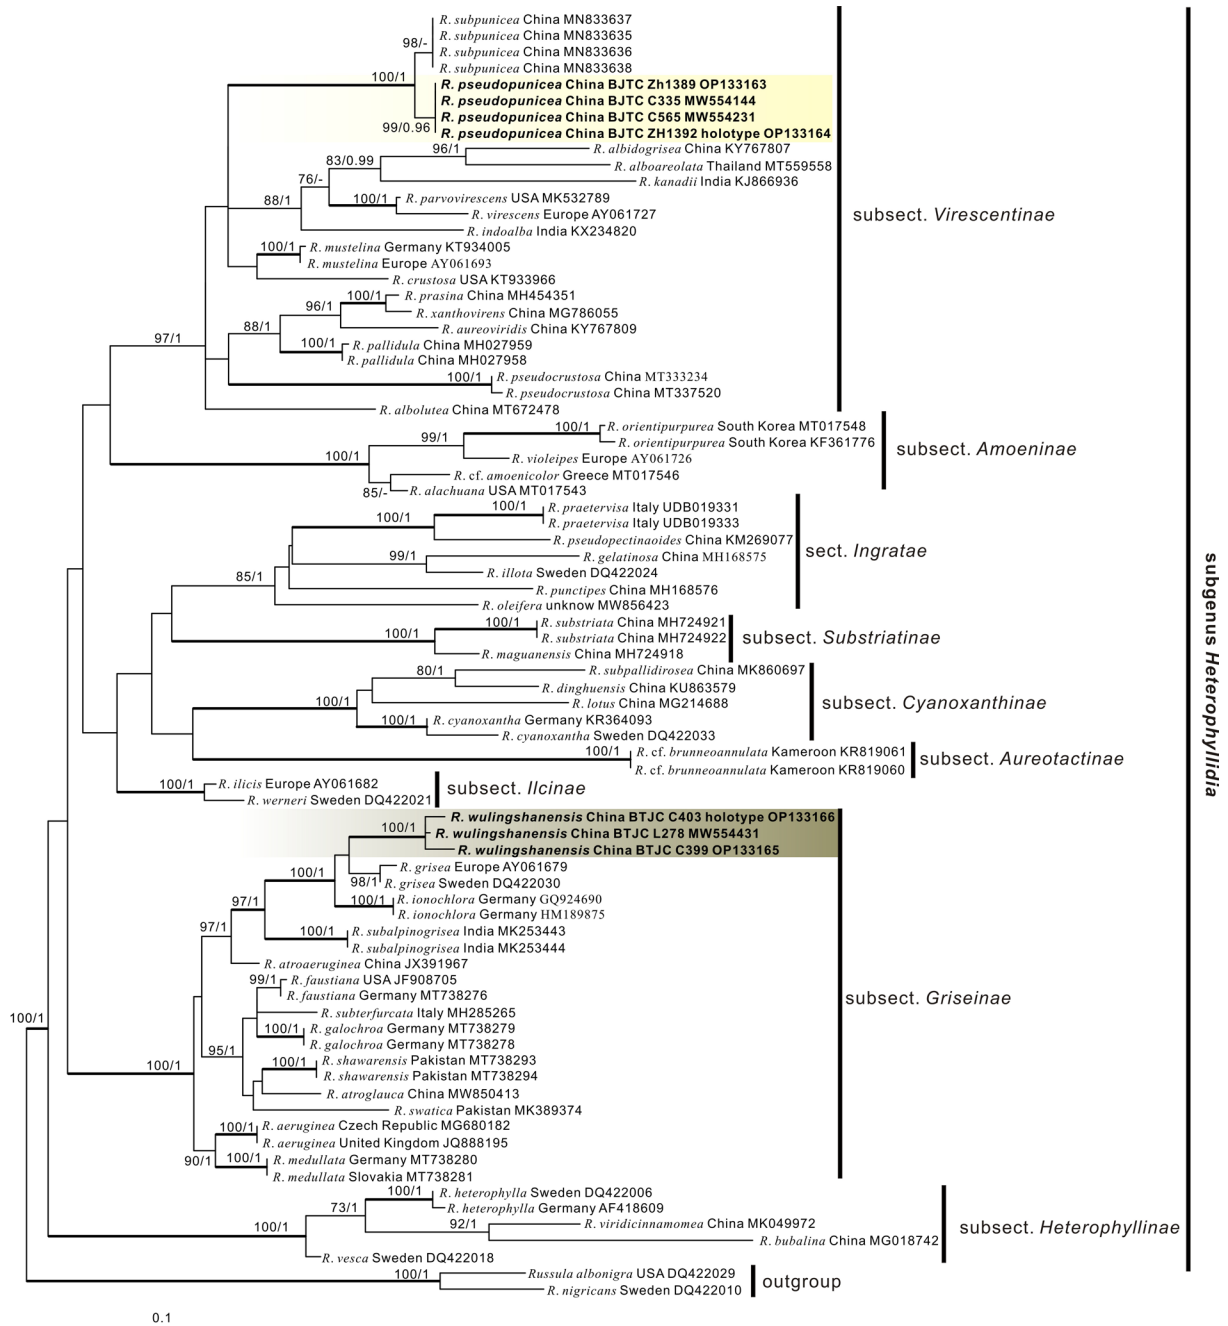 R. subpunicea China MN833637
R. subpunicea China MN833635
98/-
R. subpunicea China MN833636
R. subpunicea China MN833638
100/1
R. pseudopunicea China BJTC Zh1389 OP133163
R. pseudopunicea China BJTC C335 MW554144
R. pseudopunicea China BJTC C565 MW554231
99/0.96
R. pseudopunicea China BJTC ZH1392 holotype OP133164
96/1
R. albidogrisea China KY767807
83/0.99
R. alboareolata Thailand MT559558
76/-
R. kanadii India KJ866936
88/1
100/1
R. parvovirescens USA MK532789
R. virescens Europe AY061727
subsect. Virescentinae
R. indoalba India KX234820
100/1
R. mustelina Germany KT934005
R. mustelina Europe AY061693
R. crustosa USA KT933966
100/1
R. prasina China MH454351
96/1
R. xanthovirens China MG786055
88/1
R. aureoviridis China KY767809
97/1
100/1
R. pallidula China MH027959
R. pallidula China MH027958
100/1
R. pseudocrustosa China MT333234
R. pseudocrustosa China MT337520
R. albolutea China MT672478
100/1
R. orientipurpurea South Korea MT017548
99/1
R. orientipurpurea South Korea KF361776
subsect. Amoeninae
100/1
R. violeipes Europe AY061726
R. cf. amoenicolor Greece MT017546
85/-
R. alachuana USA MT017543
100/1
R. praetervisa Italy UDB019331
100/1
R. praetervisa Italy UDB019333
R. pseudopectinaoides China KM269077
sect. Ingratae
99/1
R. gelatinosa China MH168575
R. illota Sweden DQ422024
85/1
R. punctipes China MH168576
R. oleifera unknow MW856423
100/1
R. substriata China MH724921
100/1
R. substriata China MH724922
subsect. Substriatinae
R. maguanensis China MH724918
80/1
R. subpallidirosea China MK860697
R. dinghuensis China KU863579
100/1
R. lotus China MG214688
subsect. Cyanoxanthinae
100/1
R. cyanoxantha Germany KR364093
R. cyanoxantha Sweden DQ422033
100/1
R. cf. brunneoannulata Kameroon KR819061
subsect. Aureotactinae
R. cf. brunneoannulata Kameroon KR819060
100/1
R. ilicis Europe AY061682
subsect. Ilcinae
R. werneri Sweden DQ422021
subgenus Heterophyllidia
R. wulingshanensis China BTJC C403 holotype OP133166
100/1
R. wulingshanensis China BTJC L278 MW554431
R. wulingshanensis China BTJC C399 OP133165
100/1
R. grisea Europe AY061679
98/1
R. grisea Sweden DQ422030
97/1
100/1
R. ionochlora Germany GQ924690
R. ionochlora Germany HM189875
97/1
100/1
R. subalpinogrisea India MK253443
R. subalpinogrisea India MK253444
R. atroaeruginea China JX391967
99/1
R. faustiana USA JF908705
R. faustiana Germany MT738276
subsect. Griseinae
R. subterfurcata Italy MH285265
100/1
100/1
R. galochroa Germany MT738279
R. galochroa Germany MT738278
95/1
100/1
100/1
R. shawarensis Pakistan MT738293
R. shawarensis Pakistan MT738294
R. atroglauca China MW850413
R. swatica Pakistan MK389374
100/1
R. aeruginea Czech Republic MG680182
R. aeruginea United Kingdom JQ888195
90/1
100/1
R. medullata Germany MT738280
R. medullata Slovakia MT738281
100/1
R. heterophylla Sweden DQ422006
73/1
R. heterophylla Germany AF418609
100/1
92/1
R. viridicinnamomea China MK049972
subsect. Heterophyllinae
R. bubalina China MG018742
R. vesca Sweden DQ422018
100/1
Russula albonigra USA DQ422029
outgroup
R. nigricans Sweden DQ422010
0.1